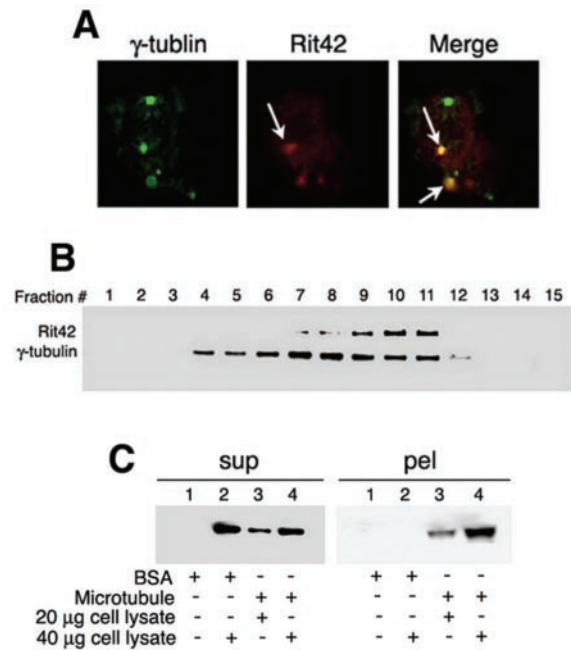 A
γ-tublin Rit42 Merge
B
Fraction # 1 2 3 4 5 6 7 8 9 10 11 12 13 14 15
Rit42
γ-tubulin
C
sup pel
1 2 3 4 1 2 3 4
BSA + + - - + + - -
Microtubule - - + + - - + +
20 μg cell lysate - - + - - - + -
40 μg cell lysate - + - + - + - +